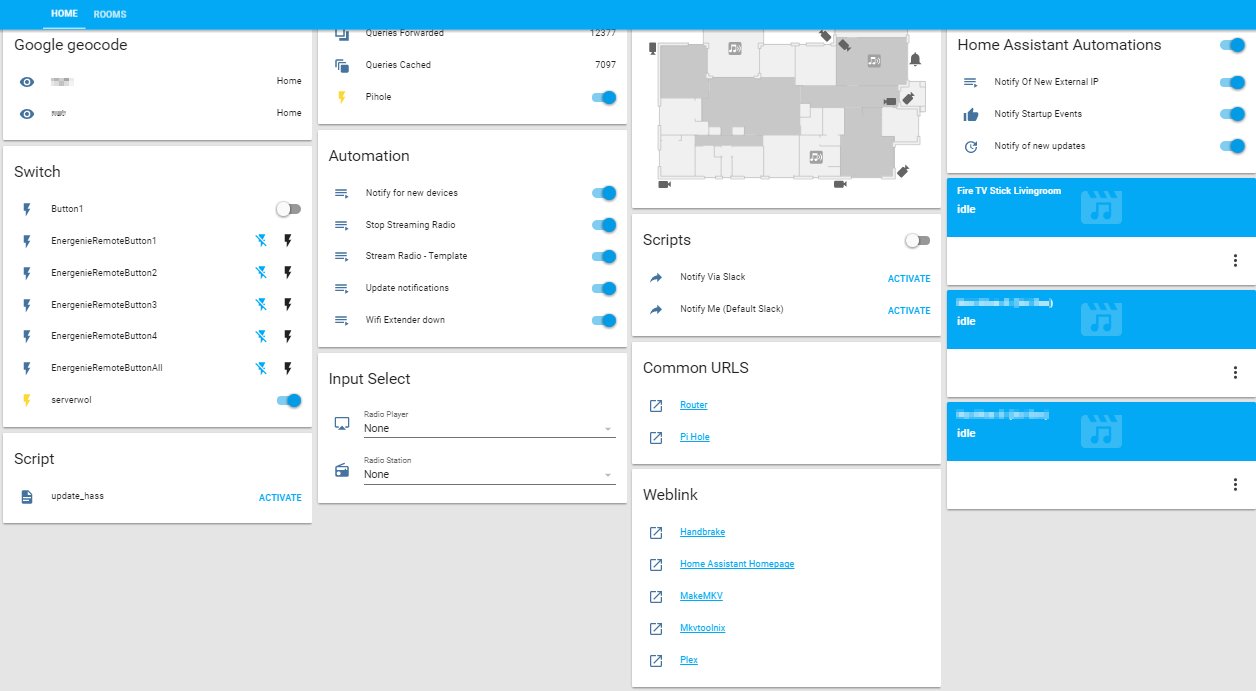 HOME
ROOMS
Google geocode
Home
Home
Switch
Button1
EnergenieRemoteButton1
EnergenieRemoteButton2
EnergenieRemoteButton3
EnergenieRemoteButton4
EnergenieRemoteButtonAll
serverwol
Script
update_hass
ACTIVATE
Queries Forwarded
12377
Queries Cached
7097
Pihole
Automation
Notify for new devices
Stop Streaming Radio
Stream Radio - Template
Update notifications
Wifi Extender down
Input Select
Radio Player
None
Radio Station
None
Scripts
Notify Via Slack
ACTIVATE
Notify Me (Default Slack)
ACTIVATE
Common URLS
Router
Pi Hole
Weblink
Handbrake
Home Assistant Homepage
MakeMKV
Mkvtoolnix
Plex
Home Assistant Automations
Notify Of New External IP
Notify Startup Events
Notify of new updates
Fire TV Stick Livingroom
idle
idle
idle